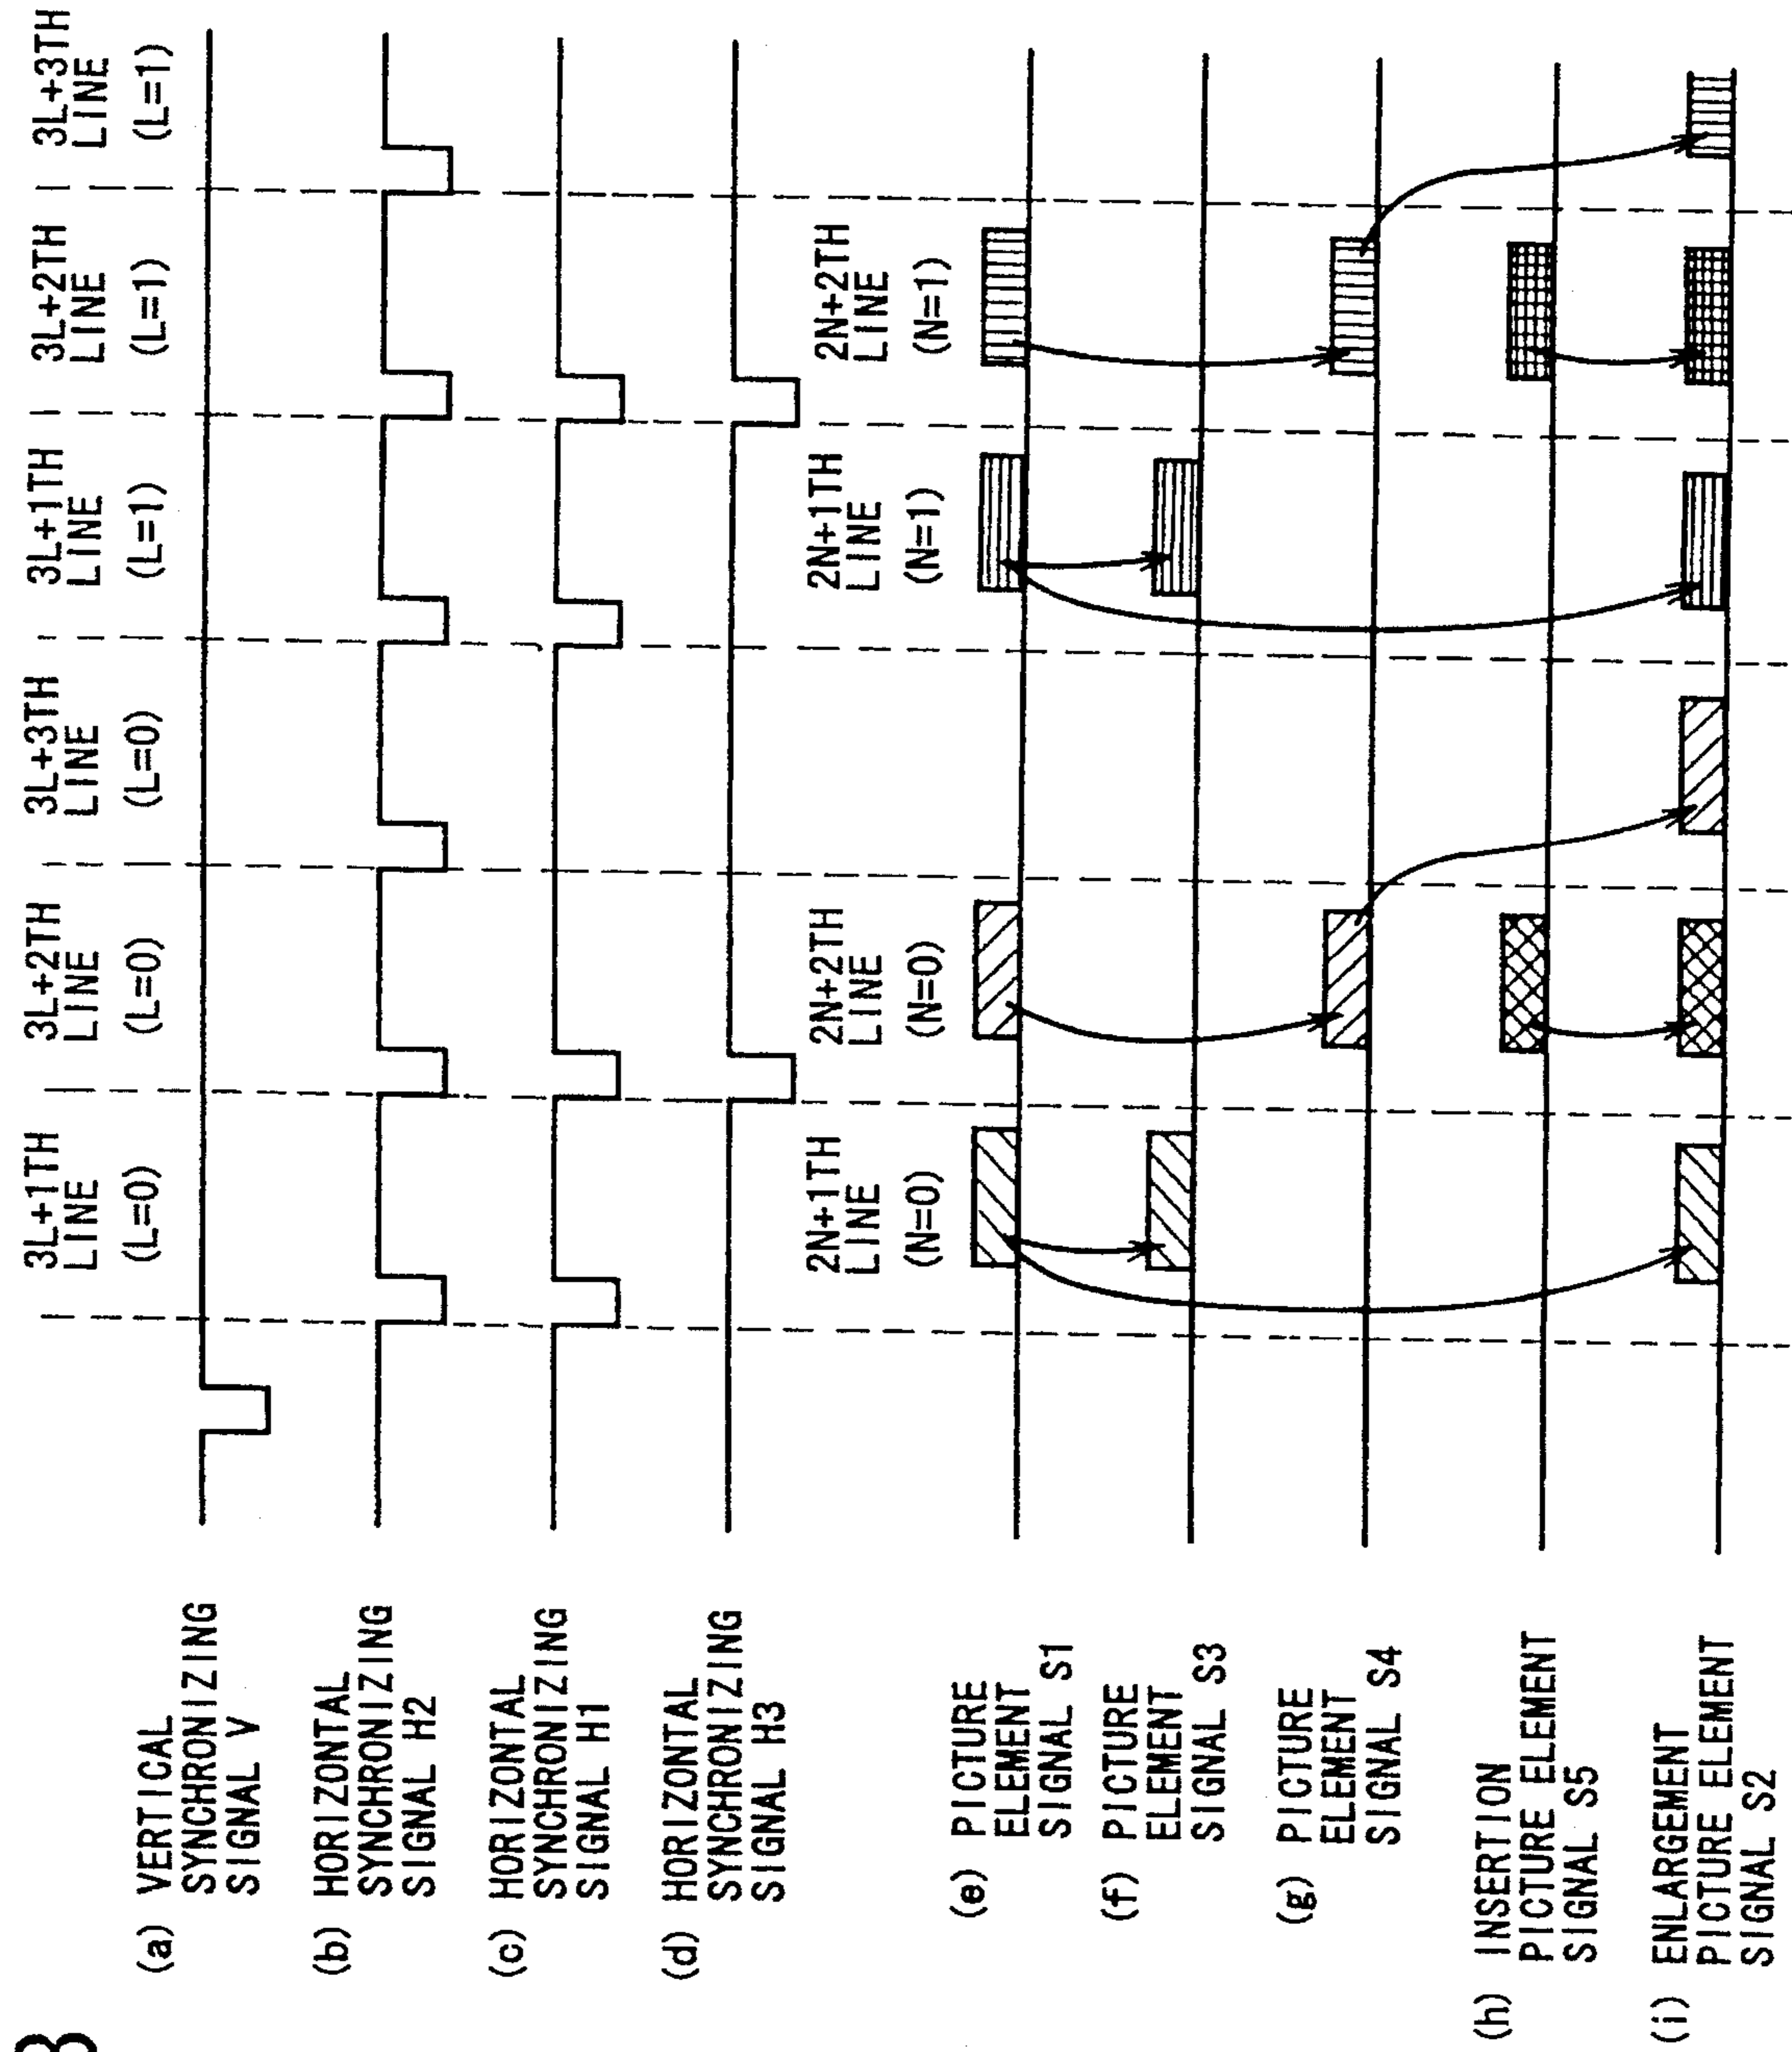 3
3L+1TH
LINE
(L=0)
3L+2TH
LINE
(L=0)
3L+3TH
LINE
(L=0)
3L+1TH
LINE
(L=1)
3L+2TH
LINE
(L=1)
3L+3TH
LINE
(L=1)
(a) VERTICAL
SYNCHRONIZING
SIGNAL V
(b) HORIZONTAL
SYNCHRONIZING
SIGNAL H2
(c) HORIZONTAL
SYNCHRONIZING
SIGNAL H1
(d) HORIZONTAL
SYNCHRONIZING
SIGNAL H3
2N+1TH
LINE
(N=0)
2N+2TH
LINE
(N=0)
2N+1TH
LINE
(N=1)
2N+2TH
LINE
(N=1)
(e) PICTURE
ELEMENT
SIGNAL S1
(f) PICTURE
ELEMENT
SIGNAL S3
(g) PICTURE
ELEMENT
SIGNAL S4
(h) INSERTION
PICTURE ELEMENT
SIGNAL S5
(i) ENLARGEMENT
PICTURE ELEMENT
SIGNAL S2